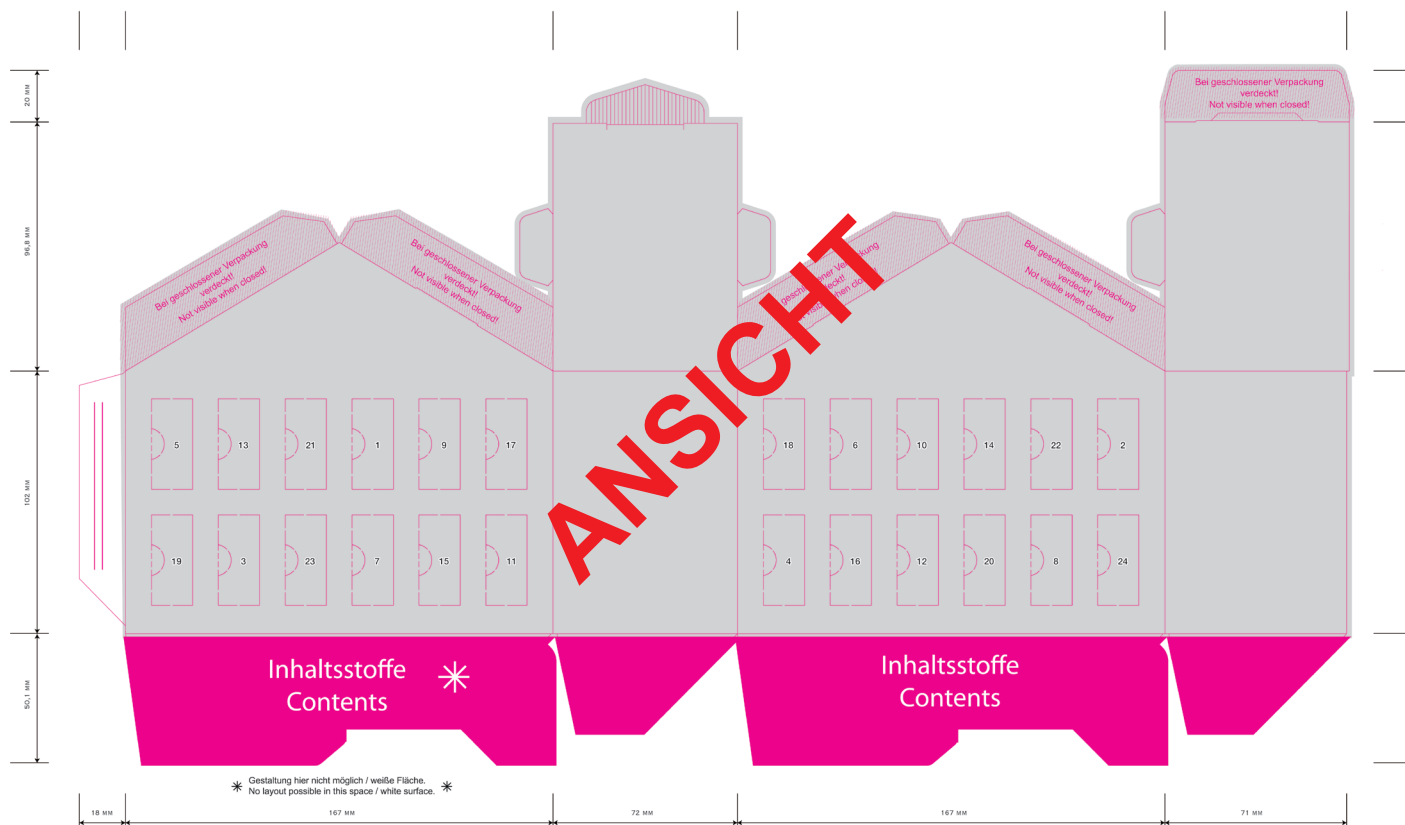 Bei geschlossener Verpackung
verdeckt!
Not visible when closed!
20 MM
96,8 MM
102 MM
50,1 MM
Bei geschlossener Verpackung
verdeckt!
Not visible when closed!
Bei geschlossener Verpackung
verdeckt!
Not visible when closed!
Bei geschlossener Verpackung
verdeckt!
Not visible when closed!
ANSICHT
5 13 21 1 9 17
18 6 10 14 22 2
19 3 23 7 15 11
4 16 12 20 8 24
Inhaltsstoffe
Contents
Inhaltsstoffe
Contents
Gestaltung hier nicht möglich / weiße Fläche.
No layout possible in this space / white surface.
18 MM 167 MM 72 MM 167 MM 71 MM